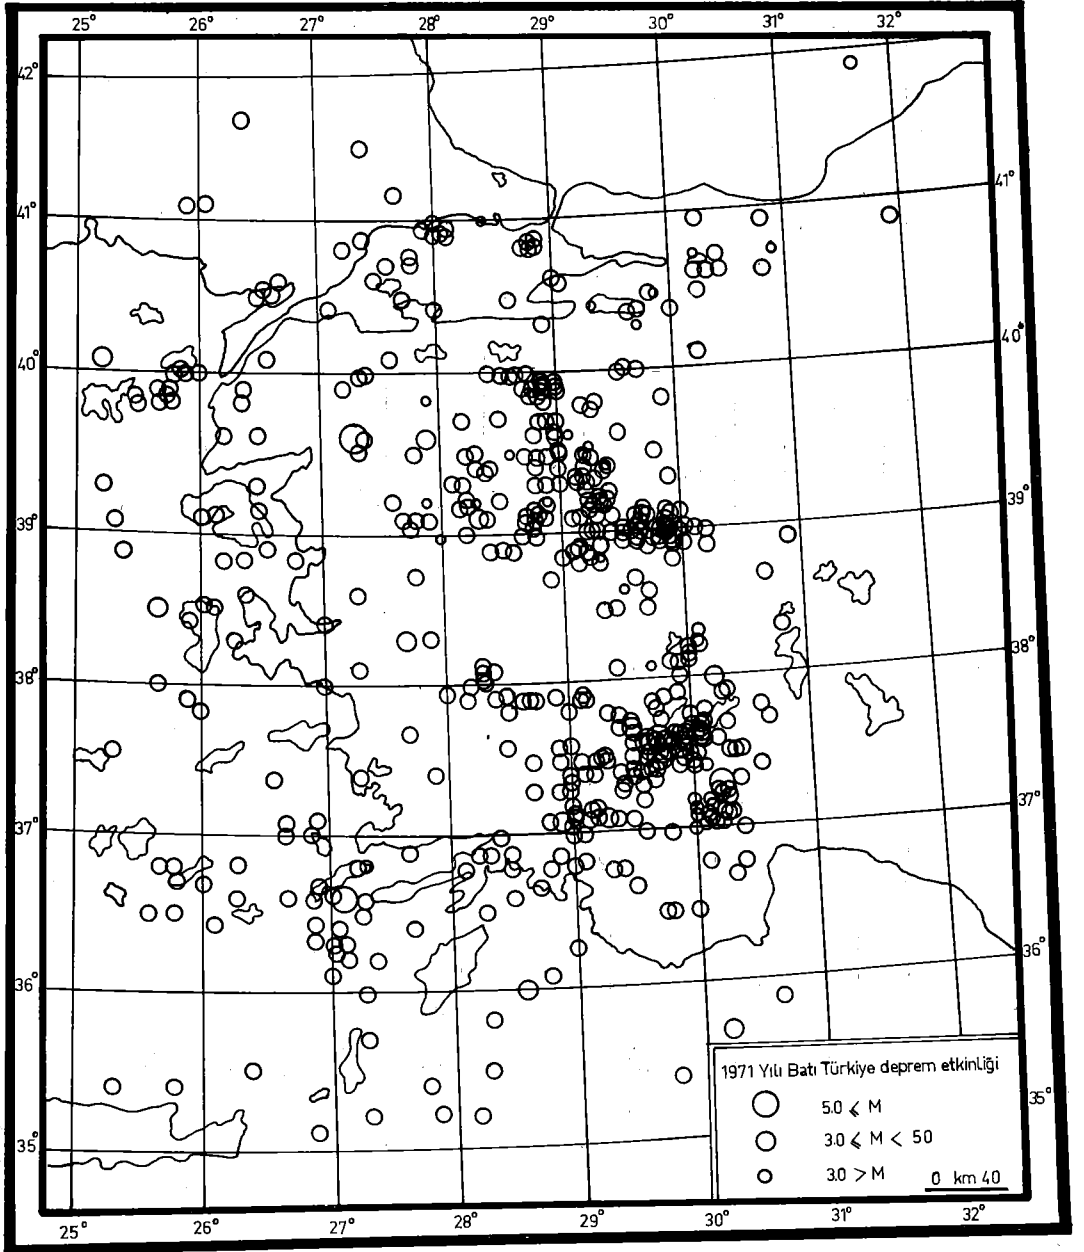 25° 26° 27° 28° 29° 30° 31° 32°
42°
41° 41°
40° 40°
39° 39°
38° 38°
37° 37°
36° 36°
35° 35°
1971 Yılı Batı Türkiye deprem etkinliği
5.0 ⩽ M
3.0 ⩽ M < 50
3.0 > M
0 km 40
25° 26° 27° 28° 29° 30° 31° 32°